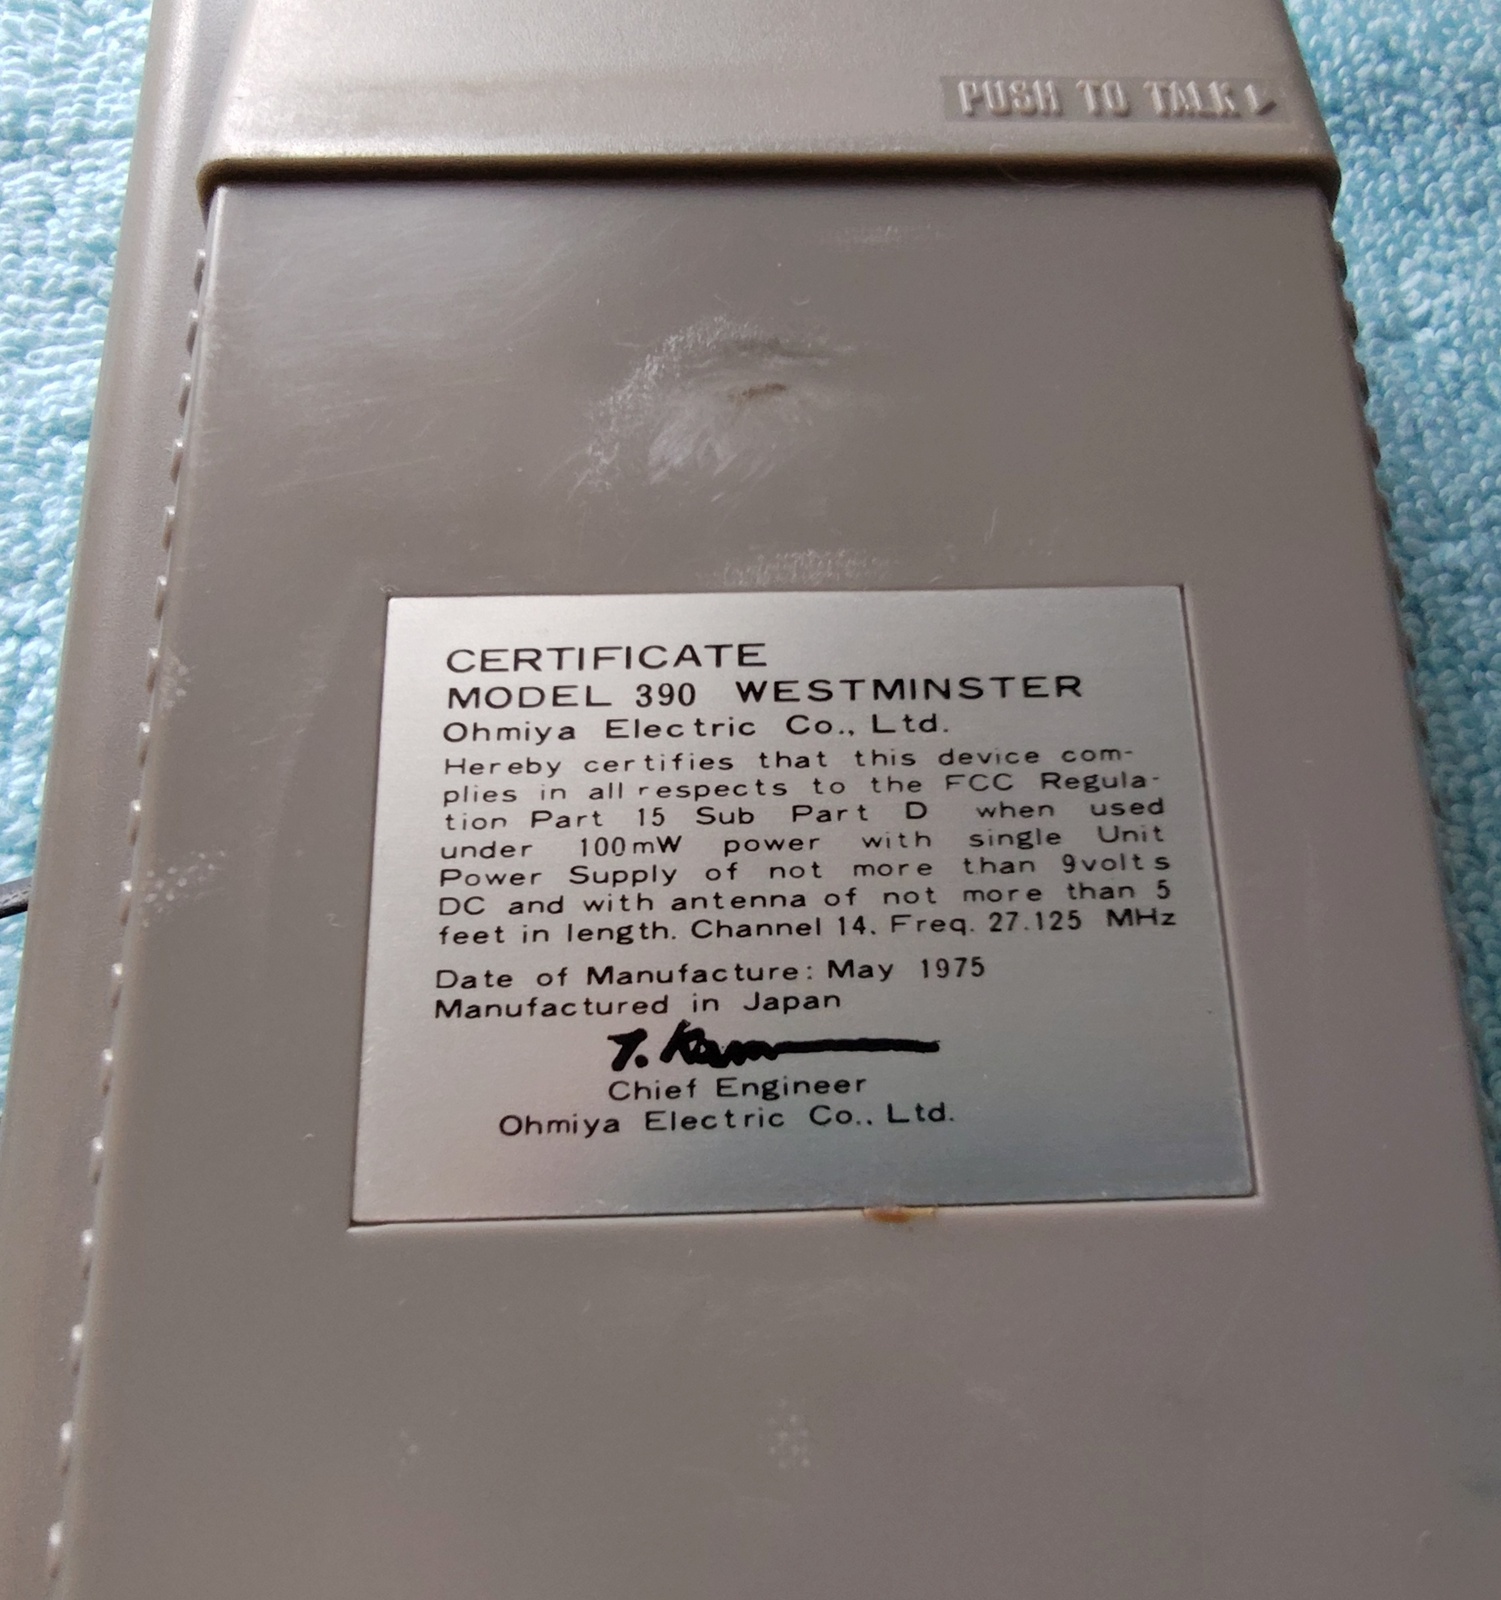 PUSH TO TALK
CERTIFICATE
MODEL 390 WESTMINSTER
Ohmiya Electric Co., Ltd.
Hereby certifies that this device com-
plies in all respects to the FCC Regula-
tion Part 15 Sub Part D when used
under 100mW power with single Unit
Power Supply of not more than 9volts
DC and with antenna of not more than 5
feet in length. Channel 14. Freq. 27.125 MHz
Date of Manufacture: May 1975
Manufactured in Japan
T.
Chief Engineer
Ohmiya Electric Co., Ltd.